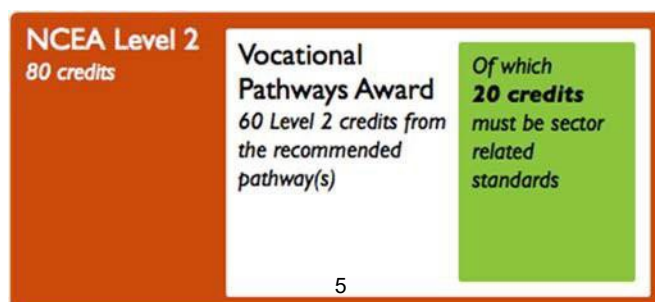 NCEA Level 2
80 credits
Vocational
Pathways Award
60 Level 2 credits from
the recommended
pathway(s)
Of which
20 credits
must be sector
related
standards
5